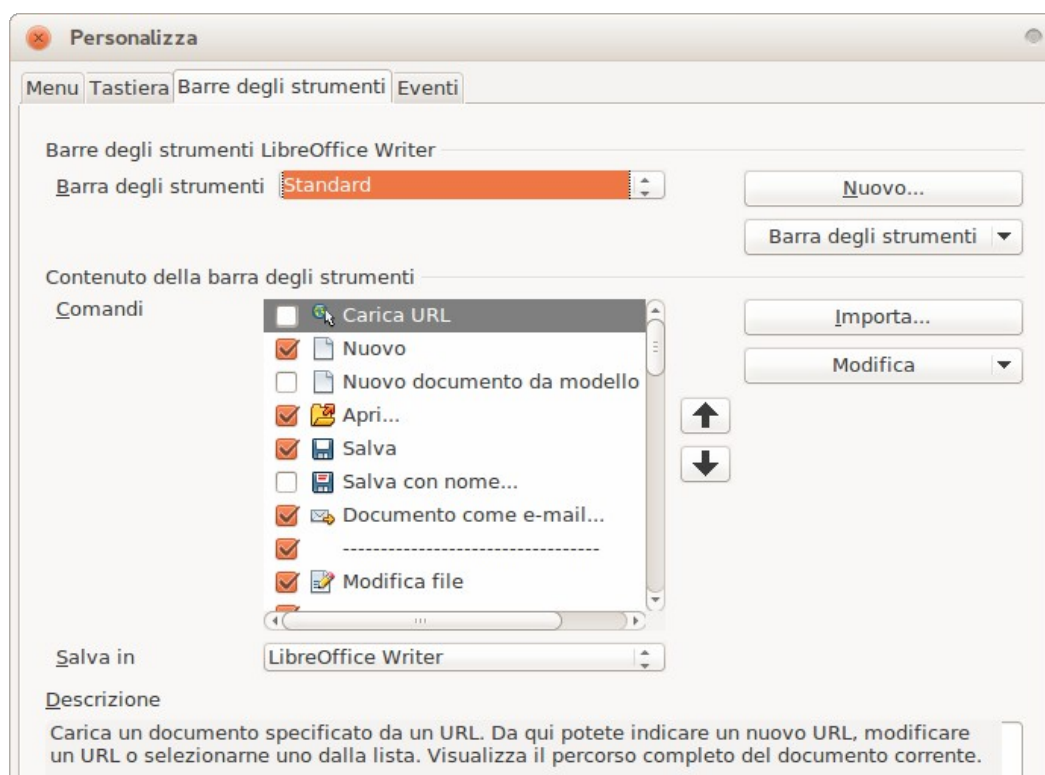 Personalizza
Menu Tastiera Barre degli strumenti Eventi
Barre degli strumenti LibreOffice Writer
Barra degli strumenti Standard Nuovo...
Barra degli strumenti
Contenuto della barra degli strumenti
Comandi Carica URL Importa...
Nuovo
Nuovo documento da modello Modifica
Apri...
Salva
Salva con nome...
Documento come e-mail...
----------------------------------
Modifica file
Salva in LibreOffice Writer
Descrizione
Carica un documento specificato da un URL. Da qui potete indicare un nuovo URL, modificare
un URL o selezionarne uno dalla lista. Visualizza il percorso completo del documento corrente.